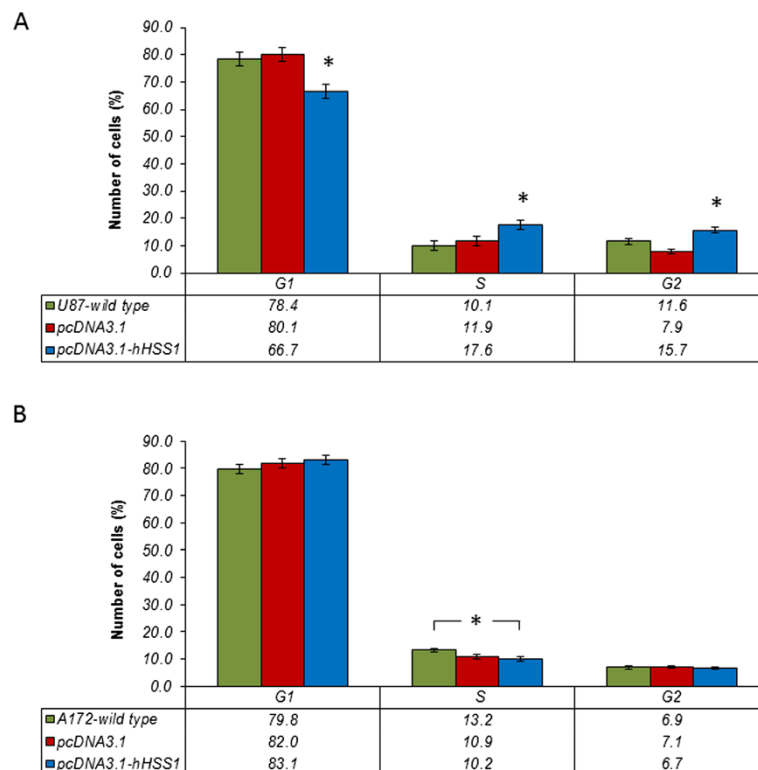 A
90.0
80.0
70.0
60.0
50.0
40.0
30.0
20.0
10.0
0.0
Number of cells (%)
*
*
*
G1 S G2
U87-wild type 78.4 10.1 11.6
pcDNA3.1 80.1 11.9 7.9
pcDNA3.1-hHSS1 66.7 17.6 15.7
B
90.0
80.0
70.0
60.0
50.0
40.0
30.0
20.0
10.0
0.0
Number of cells (%)
*
G1 S G2
A172-wild type 79.8 13.2 6.9
pcDNA3.1 82.0 10.9 7.1
pcDNA3.1-hHSS1 83.1 10.2 6.7